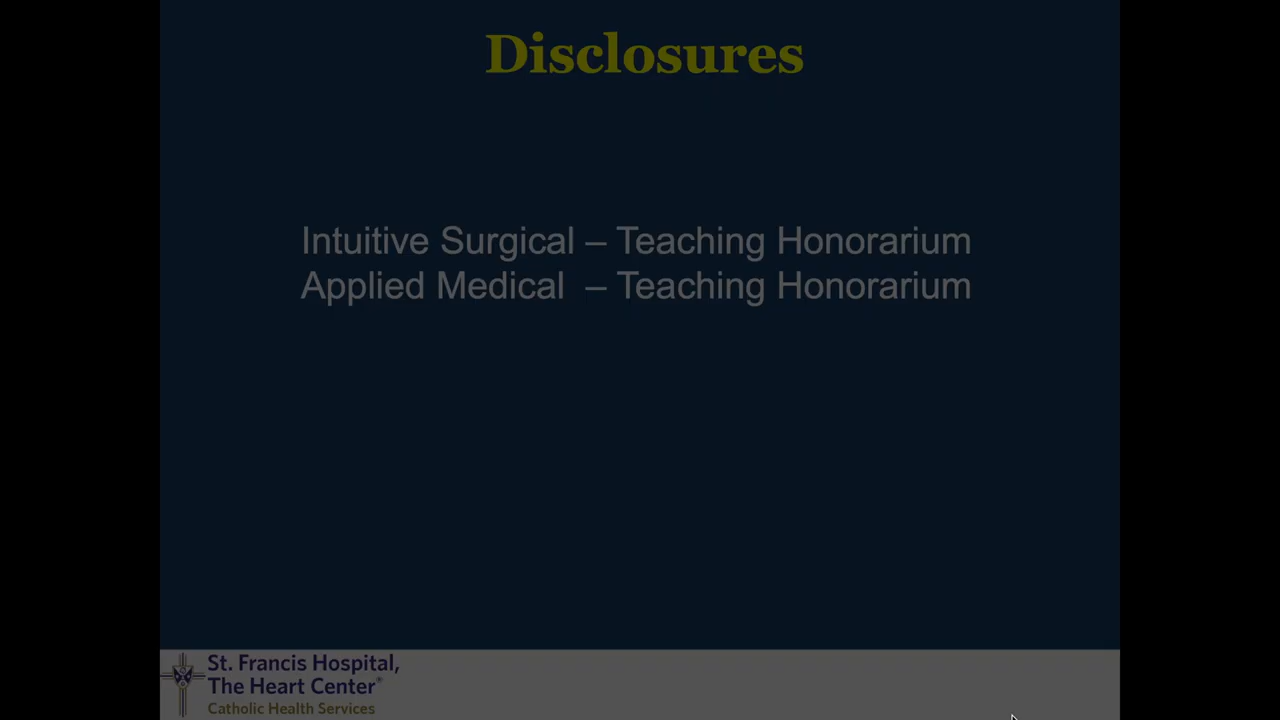 Disclosures
Intuitive Surgical – Teaching Honorarium
Applied Medical – Teaching Honorarium
St. Francis Hospital,
The Heart Center®
Catholic Health Services